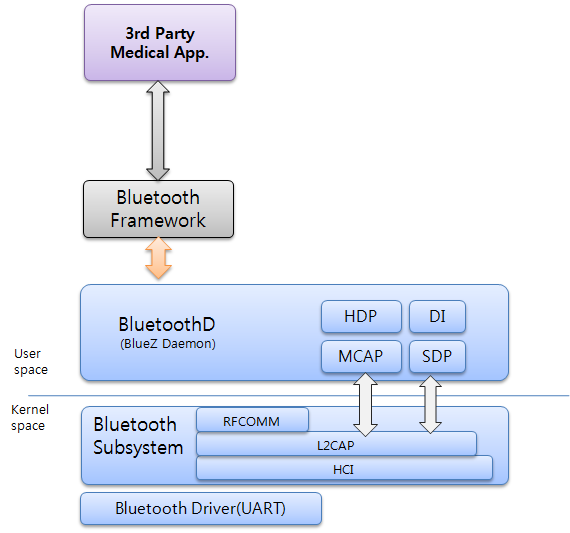 3rd Party
Medical App.
Bluetooth
Framework
BluetoothD
(BlueZ Daemon)
HDP
DI
MCAP
SDP
User
space
Kernel
space
Bluetooth
Subsystem
RFCOMM
L2CAP
HCI
Bluetooth Driver(UART)